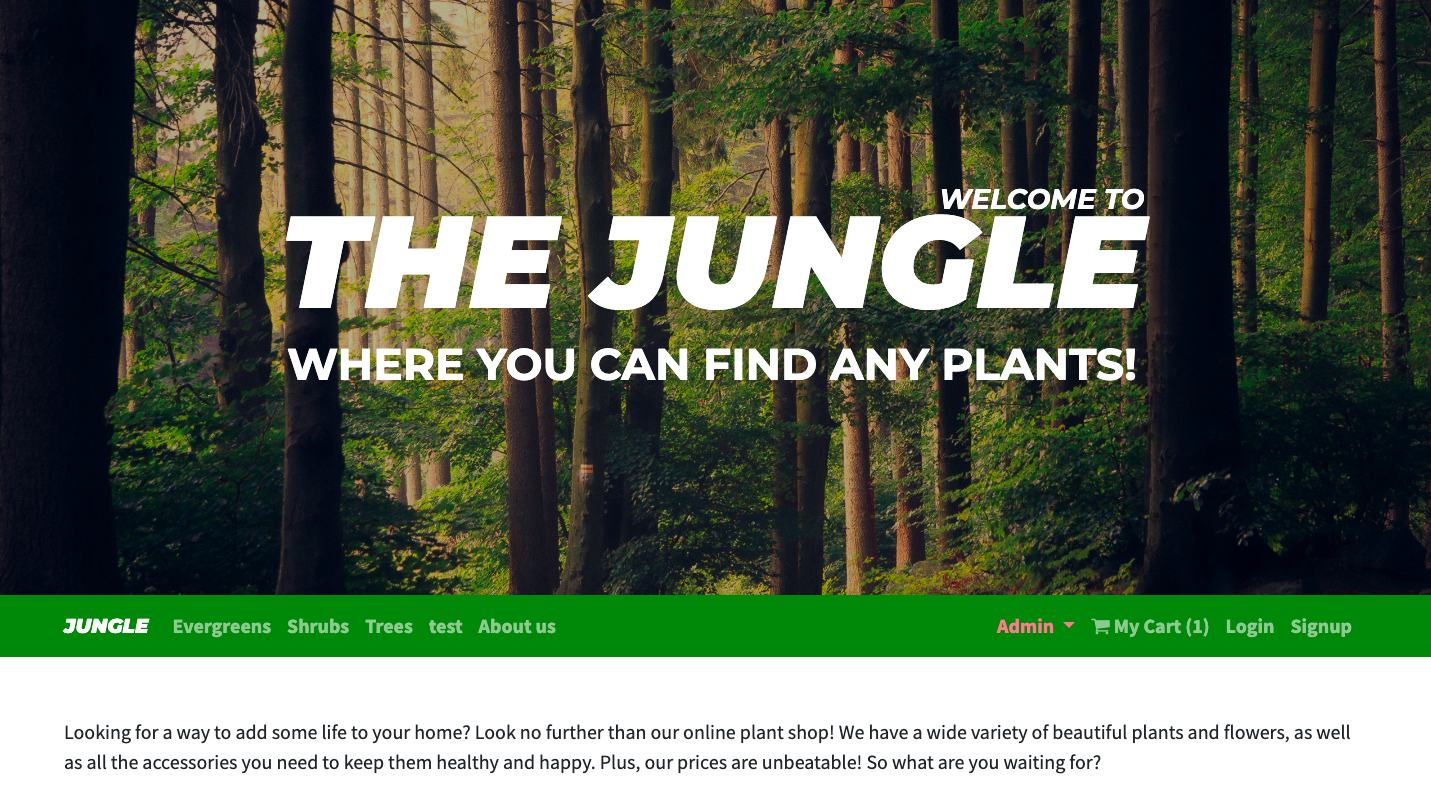 WELCOME TO
THE JUNGLE
WHERE YOU CAN FIND ANY PLANTS!
JUNGLE Evergreens Shrubs Trees test About us Admin My Cart (1) Login Signup
Looking for a way to add some life to your home? Look no further than our online plant shop! We have a wide variety of beautiful plants and flowers, as well
as all the accessories you need to keep them healthy and happy. Plus, our prices are unbeatable! So what are you waiting for?